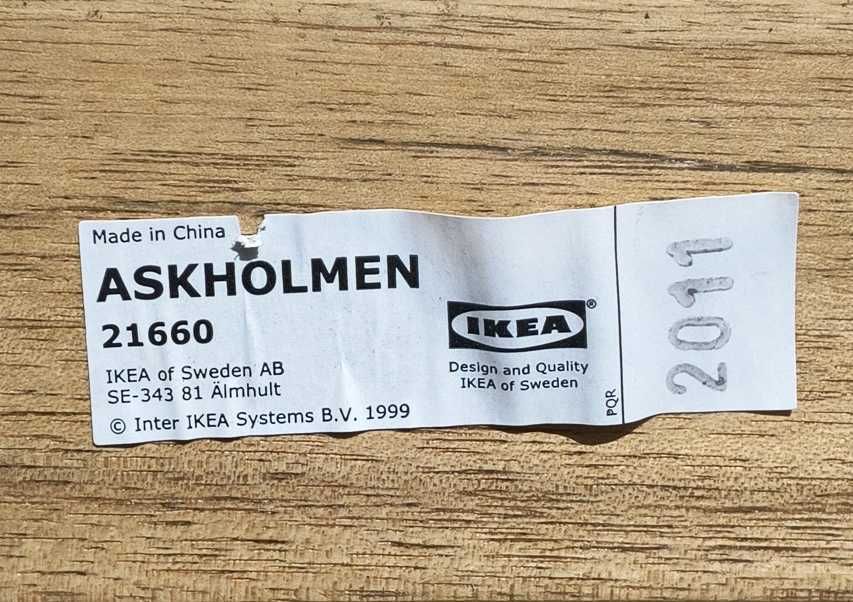 Made in China
ASKHOLMEN
21660
IKEA of Sweden AB
SE-343 81 Älmhult
© Inter IKEA Systems B.V. 1999
IKEA®
Design and Quality
IKEA of Sweden
PQR
2011